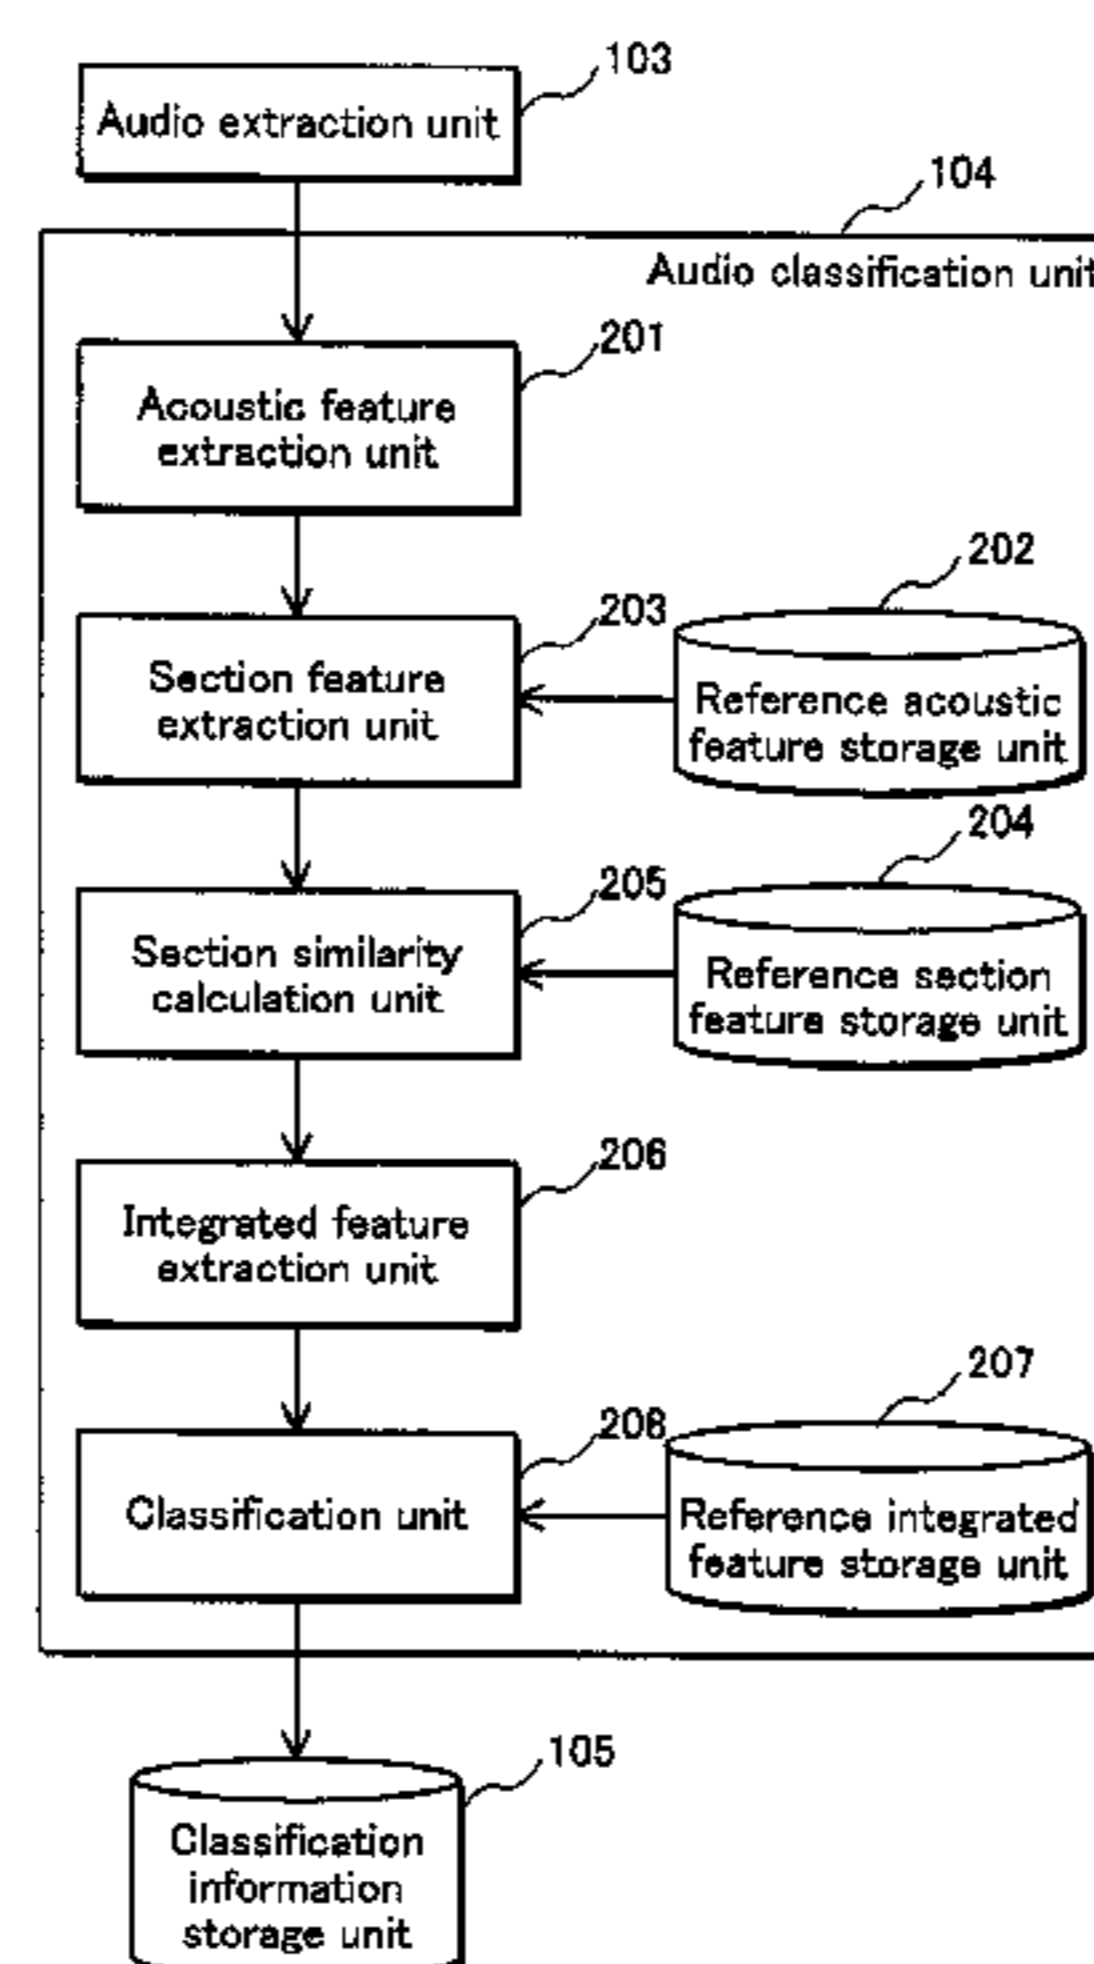 103
Audio extraction unit
104
Audio classification unit
201
Acoustic feature
extraction unit
202
203
Section feature
extraction unit
Reference acoustic
feature storage unit
204
205
Section similarity
calculation unit
Reference section
feature storage unit
206
Integrated feature
extraction unit
207
208
Classification unit
Reference integrated
feature storage unit
105
Classification
information
storage unit